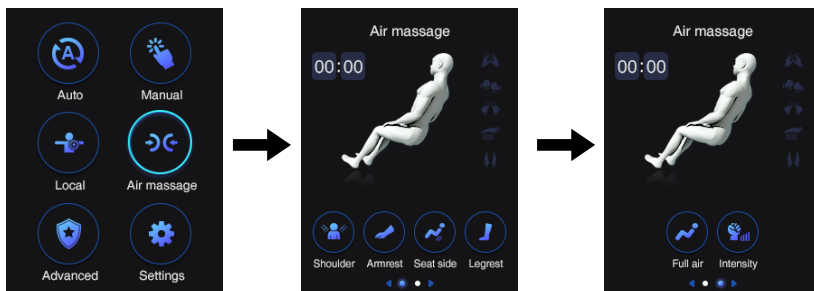 Auto
Manual
Local
Air massage
Advanced
Settings
Air massage
00:00
Shoulder Armrest Seat side Legrest
Air massage
00:00
Full air Intensity